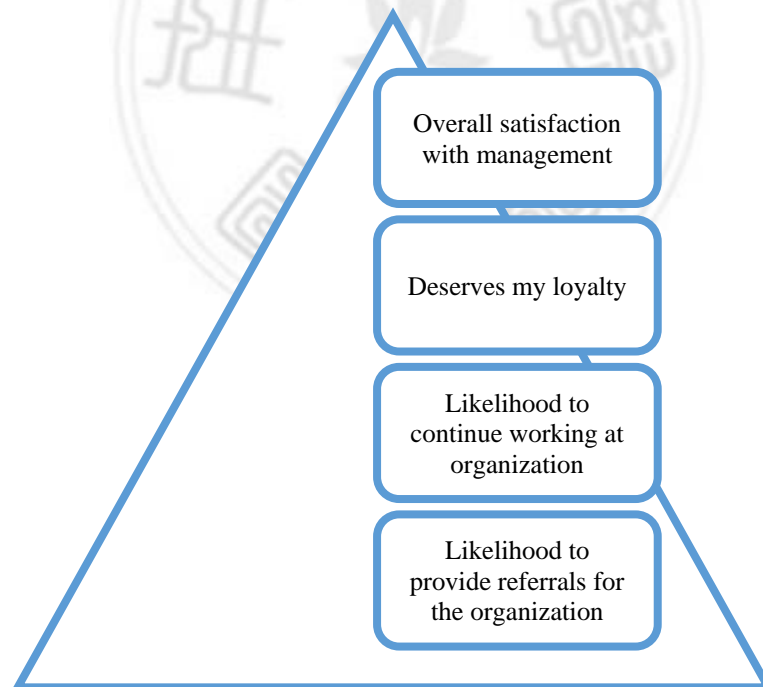 Overall satisfaction
with management
Deserves my loyalty
Likelihood to
continue working at
organization
Likelihood to
provide referrals for
the organization